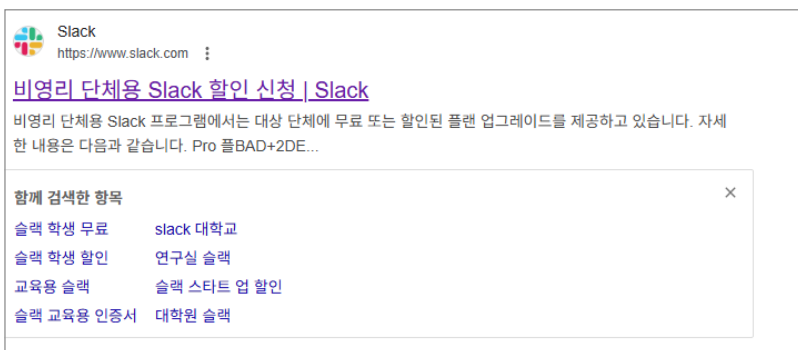 Slack
https://www.slack.com
비영리 단체용 Slack 할인 신청 | Slack
비영리 단체용 Slack 프로그램에서는 대상 단체에 무료 또는 할인된 플랜 업그레이드를 제공하고 있습니다. 자세
한 내용은 다음과 같습니다. Pro 플BAD+2DE...
함께 검색한 항목
슬랙 학생 무료 slack 대학교
슬랙 학생 할인 연구실 슬랙
교육용 슬랙 슬랙 스타트 업 할인
슬랙 교육용 인증서 대학원 슬랙